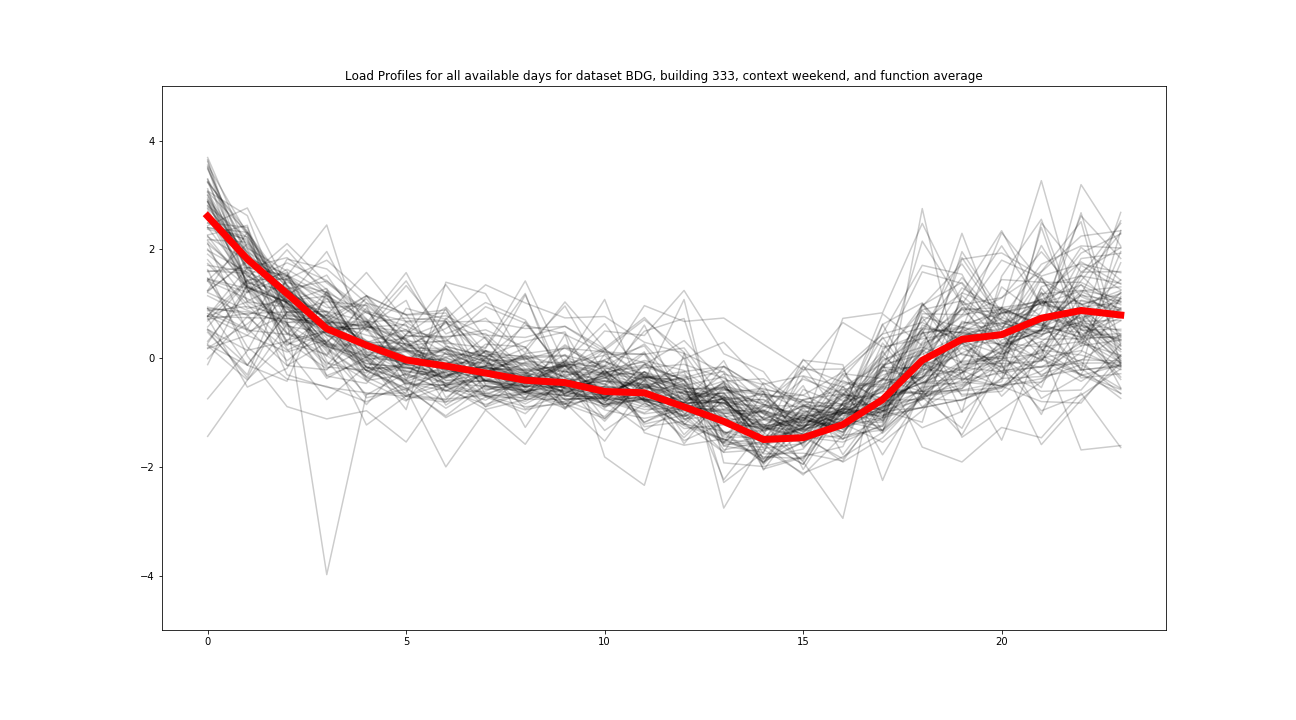 Load Profiles for all available days for dataset BDG, building 333, context weekend, and function average
4
2
0
−2
−4
0 5 10 15 20